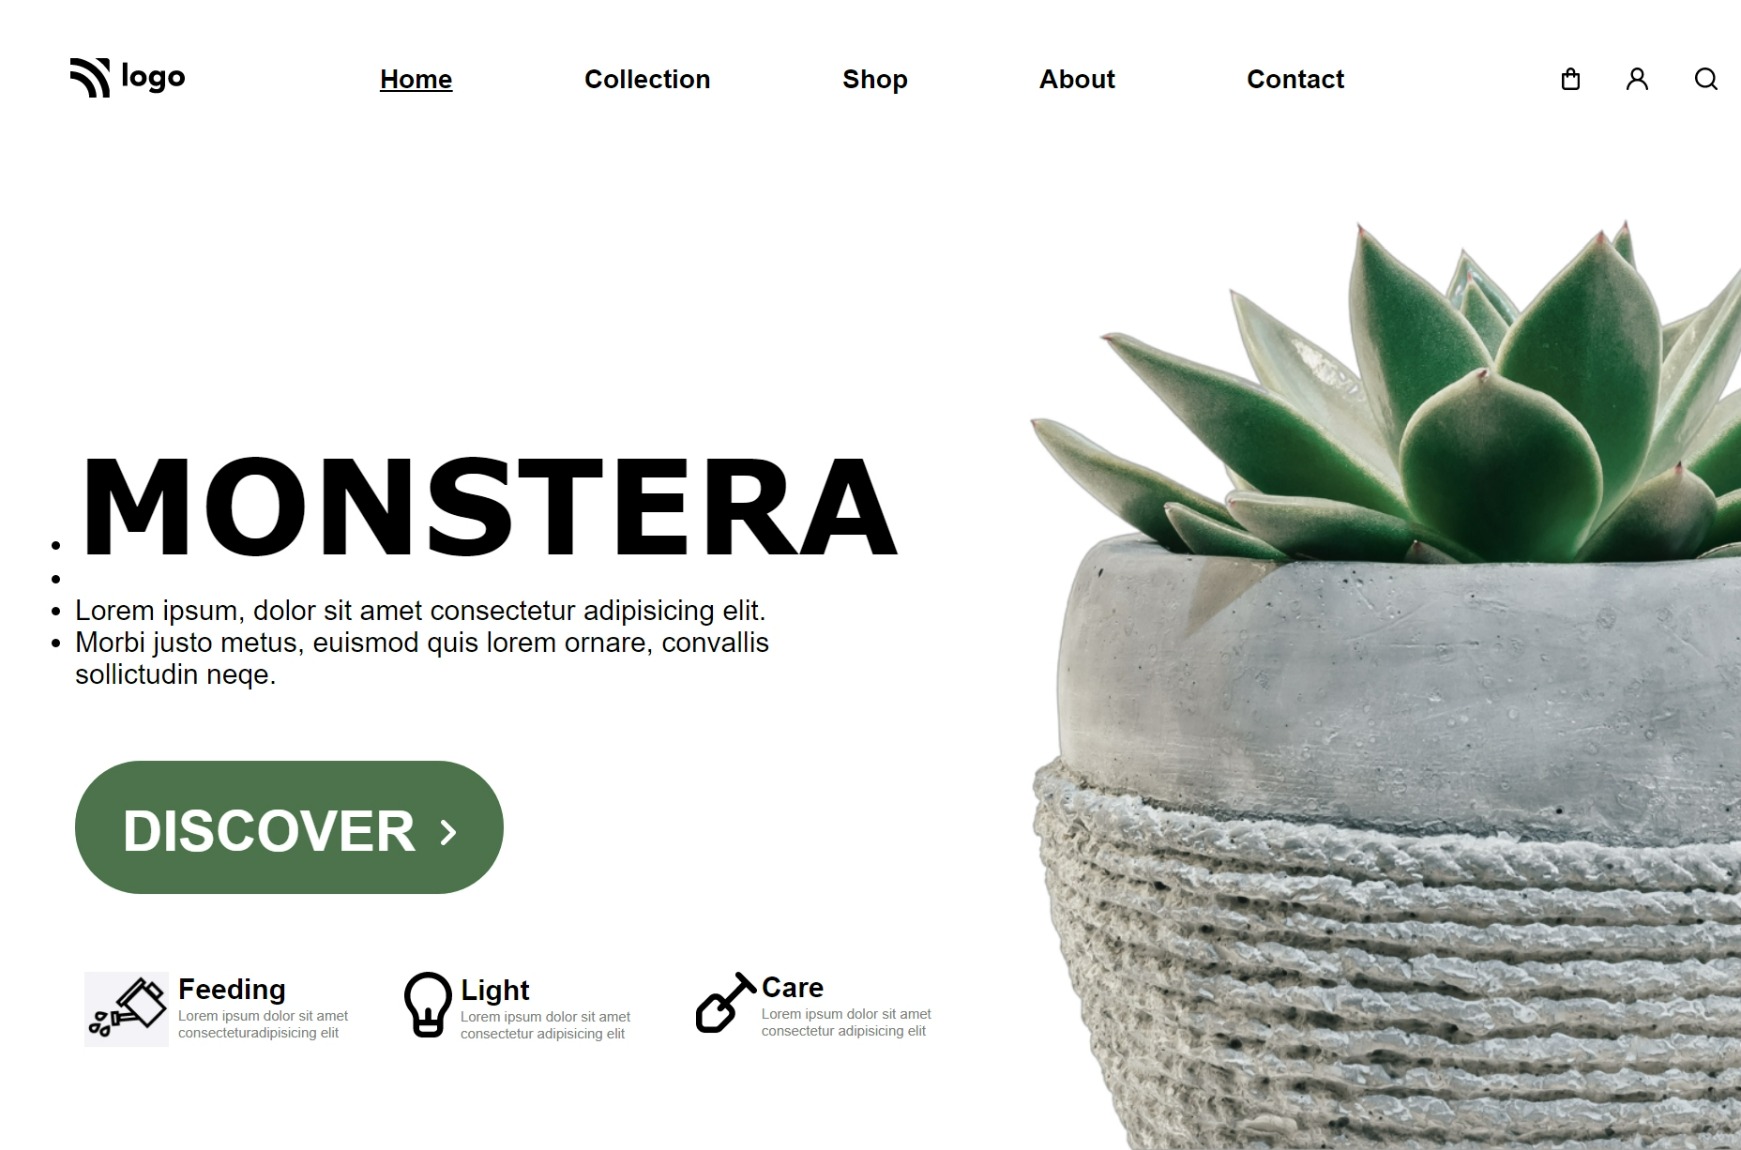 logo
Home Collection Shop About Contact
MONSTERA
Lorem ipsum, dolor sit amet consectetur adipisicing elit.
Morbi justo metus, euismod quis lorem ornare, convallis
sollictudin neqe.
DISCOVER
Feeding
Lorem ipsum dolor sit amet
consecteturadipisicing elit
Light
Lorem ipsum dolor sit amet
consectetur adipisicing elit
Care
Lorem ipsum dolor sit amet
consectetur adipisicing elit